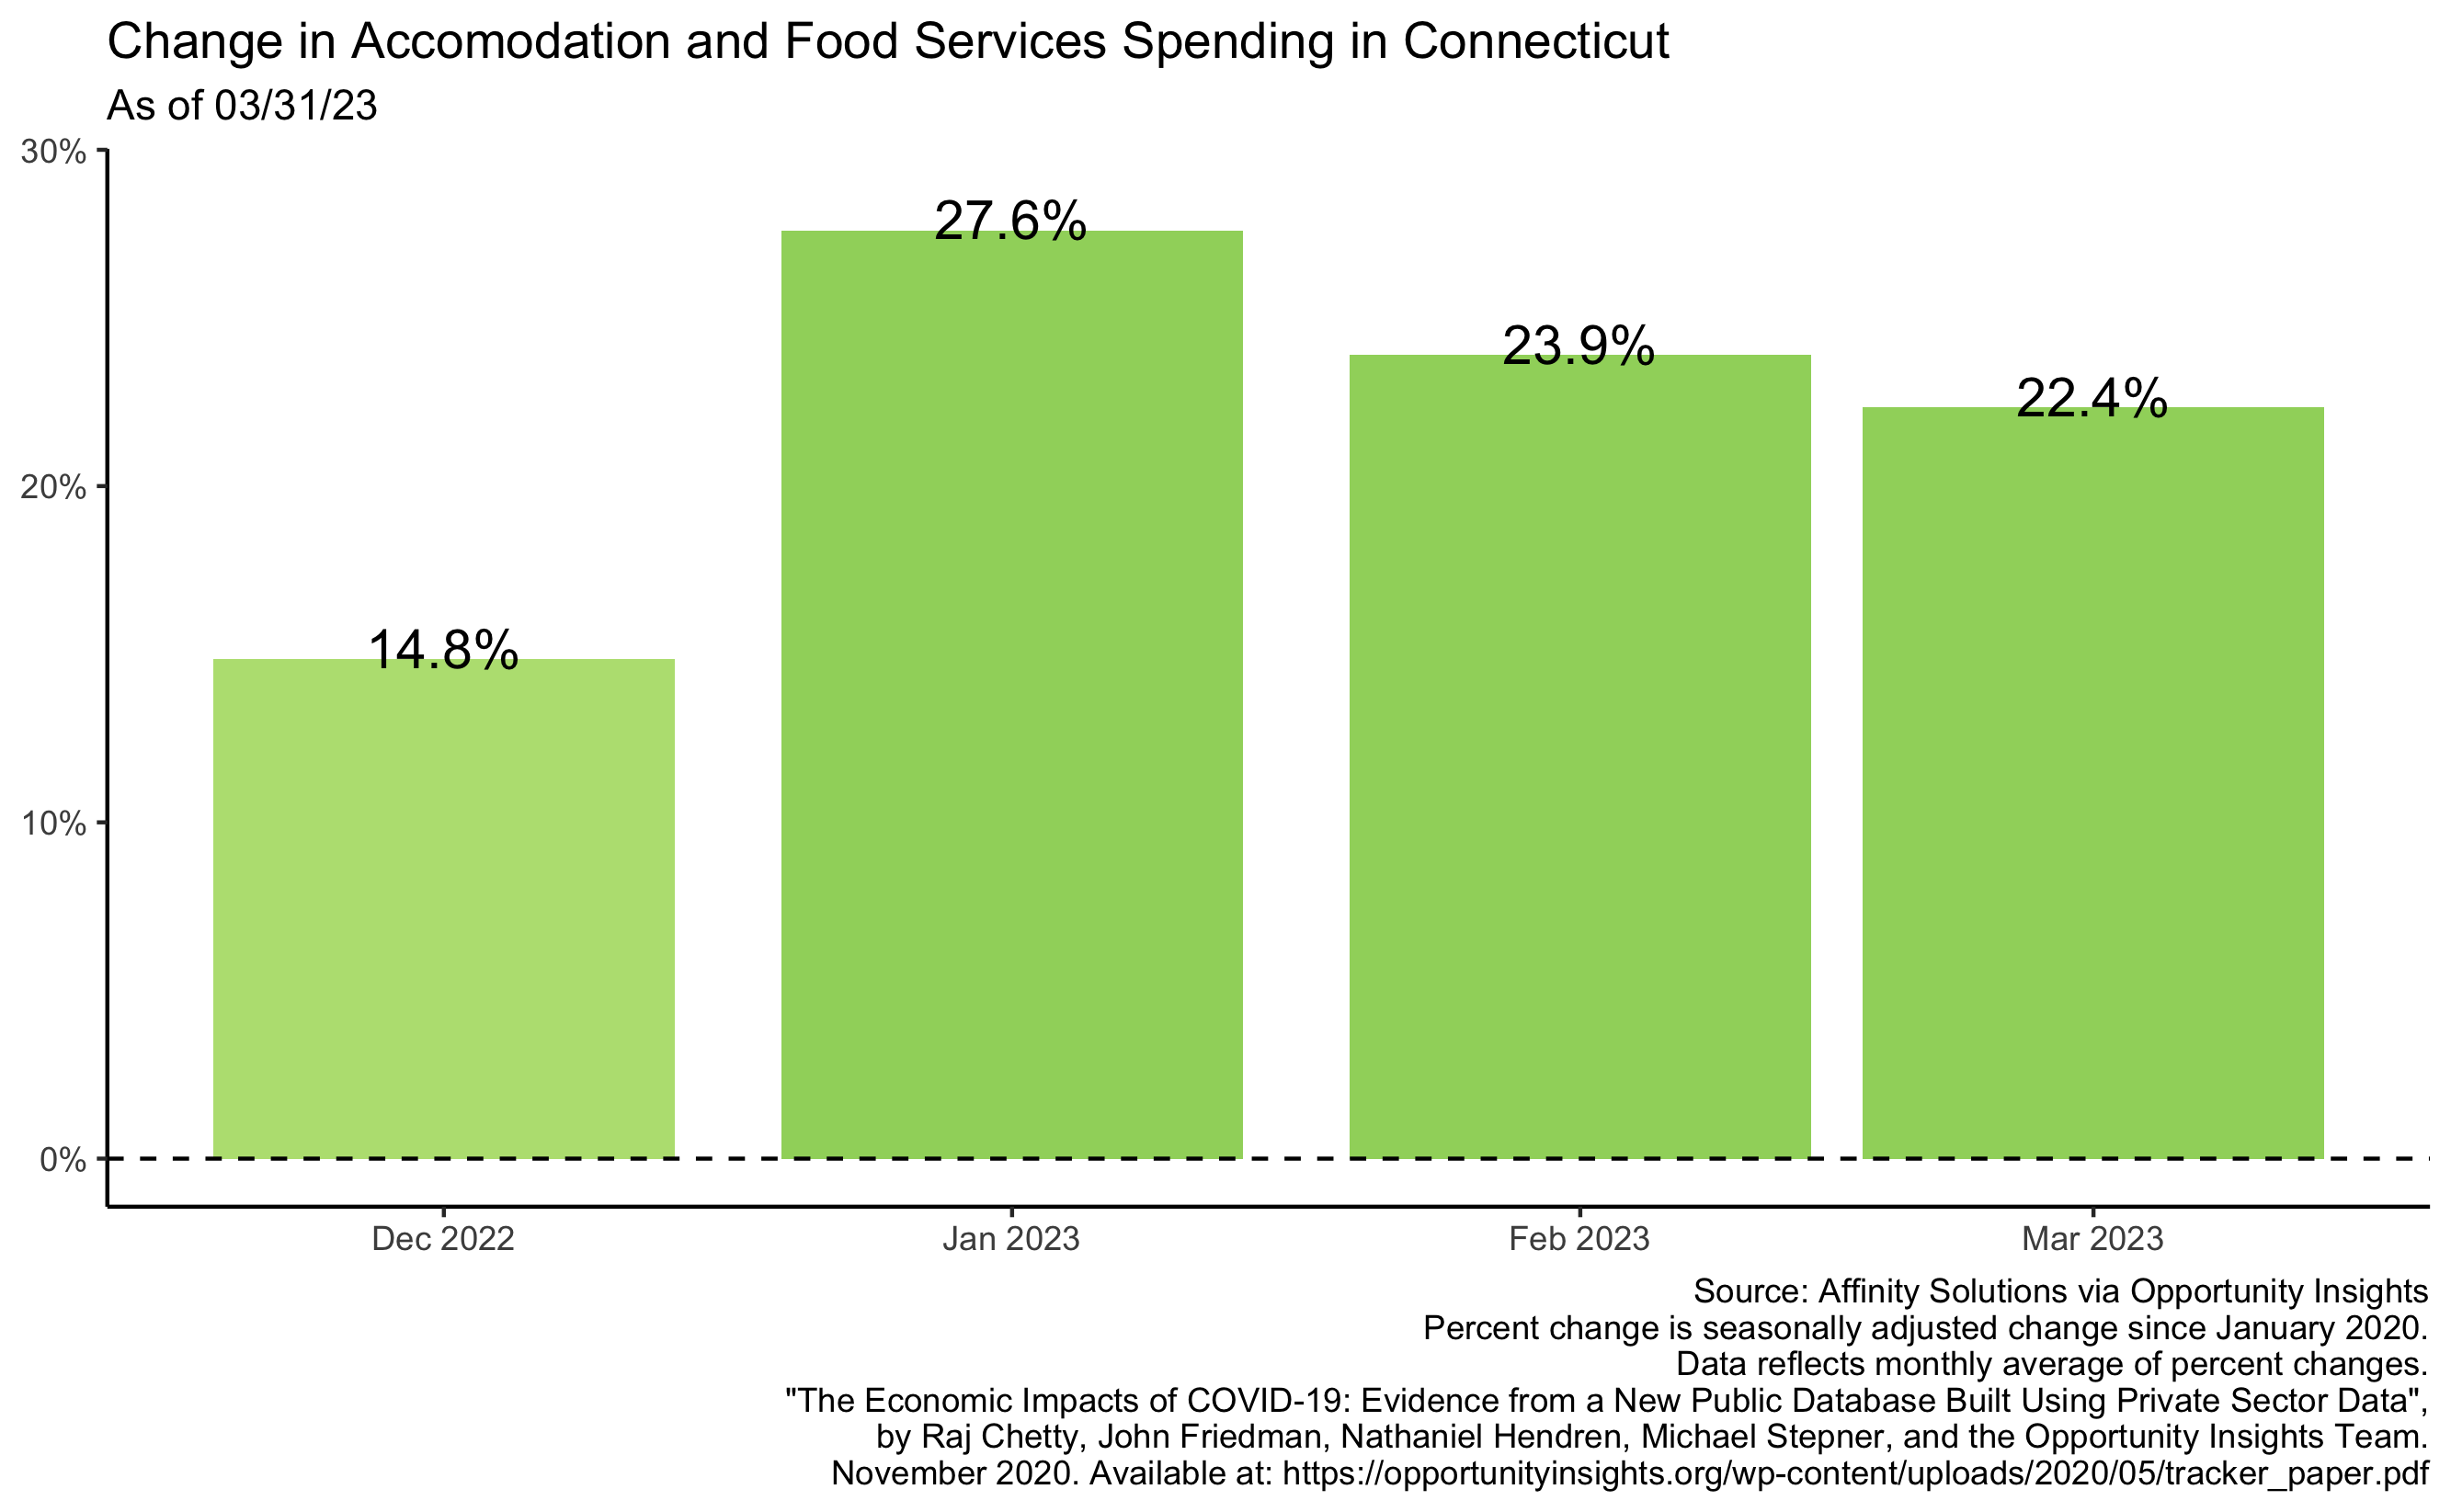 Change in Accomodation and Food Services Spending in Connecticut
As of 03/31/23
30%
20%
10%
0%
14.8%
27.6%
23.9%
22.4%
Dec 2022
Jan 2023
Feb 2023
Mar 2023
Source: Affinity Solutions via Opportunity Insights
Percent change is seasonally adjusted change since January 2020.
Data reflects monthly average of percent changes.
"The Economic Impacts of COVID-19: Evidence from a New Public Database Built Using Private Sector Data",
by Raj Chetty, John Friedman, Nathaniel Hendren, Michael Stepner, and the Opportunity Insights Team.
November 2020. Available at: https://opportunityinsights.org/wp-content/uploads/2020/05/tracker_paper.pdf